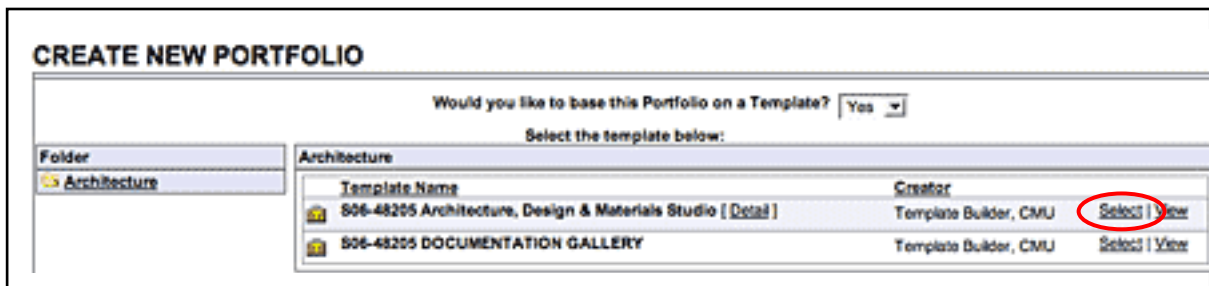 CREATE NEW PORTFOLIO
Would you like to base this Portfolio on a Template? Yes
Select the template below:
Folder
Architecture
Architecture
Template Name Creator
S06-48205 Architecture, Design & Materials Studio [ Detail ] Template Builder, CMU Select | View
S06-48205 DOCUMENTATION GALLERY Template Builder, CMU Select | View